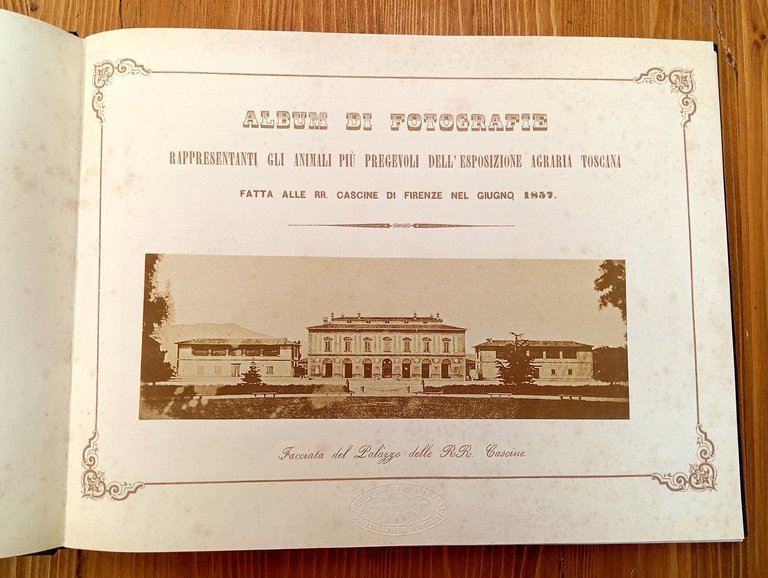 ALBUM DI FOTOGRAFIE
RAPPRESENTANTI GLI ANIMALI PIÙ PREGEVOLI DELL'ESPOSIZIONE AGRARIA TOSCANA
FATTA ALLE RR. CASCINE DI FIRENZE NEL GIUGNO, 1857.
Facciata del Palazzo delle RR. Cascine.